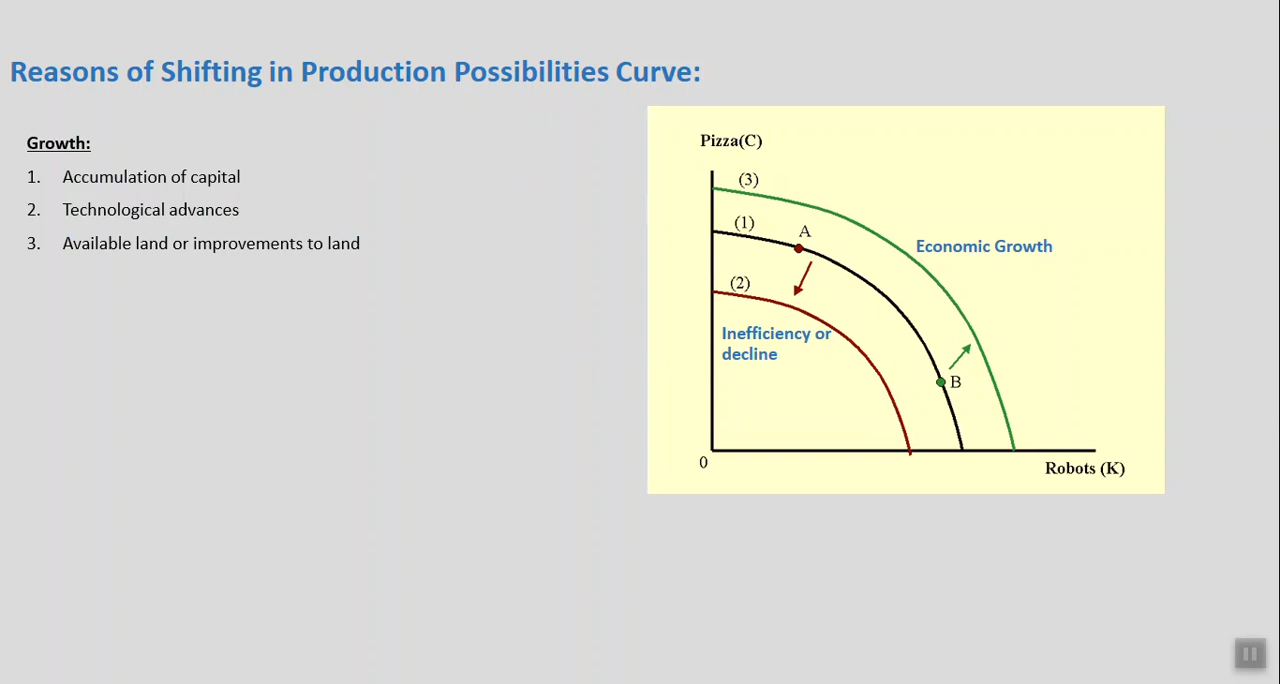 Reasons of Shifting in Production Possibilities Curve:
Growth:
1. Accumulation of capital
2. Technological advances
3. Available land or improvements to land
Pizza(C)
(3)
(1)
A
Economic Growth
(2)
Inefficiency or
decline
B
0
Robots (K)